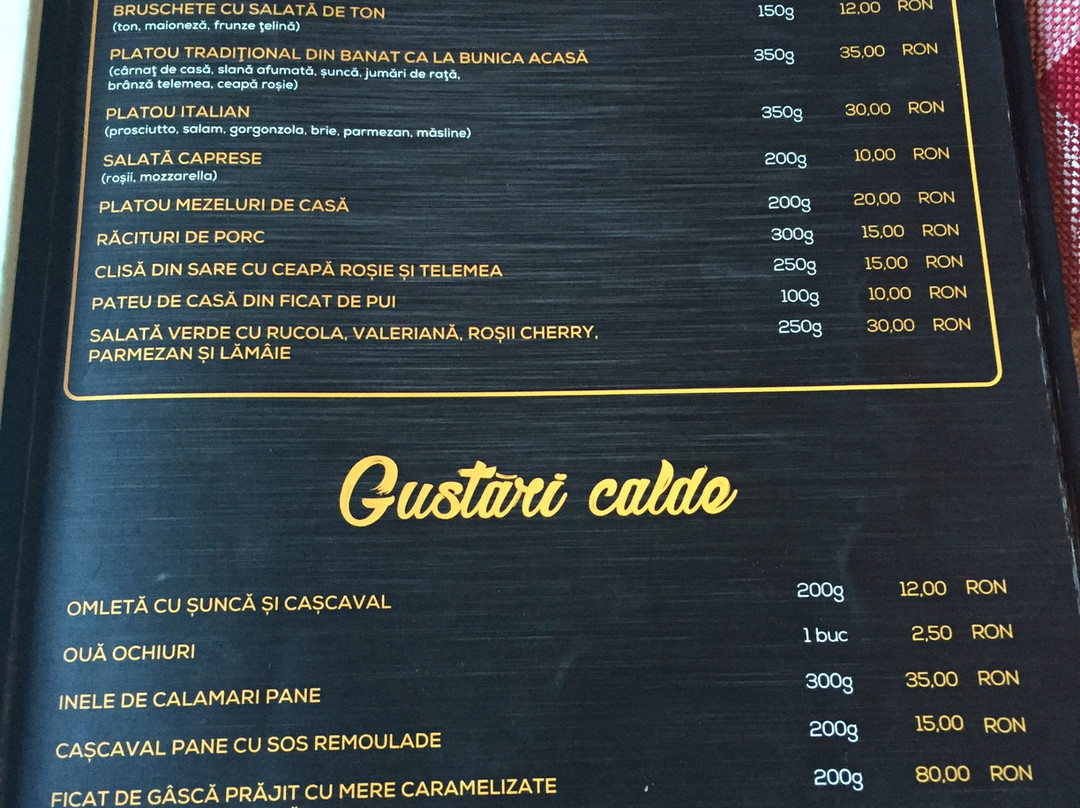 BRUSCHETE CU SALATĂ DE TON 150g 12,00 RON
(ton, maioneză, frunze ţelină)
PLATOU TRADIŢIONAL DIN BANAT CA LA BUNICA ACASĂ 350g 35,00 RON
(cârnaţ de casă, slană afumată, şuncă, jumări de raţă,
brânză telemea, ceapă roşie)
PLATOU ITALIAN 350g 30,00 RON
(prosciutto, salam, gorgonzola, brie, parmezan, măsline)
SALATĂ CAPRESE 200g 10,00 RON
(roşii, mozzarella)
PLATOU MEZELURI DE CASĂ 200g 20,00 RON
RĂCITURI DE PORC 300g 15,00 RON
CLISĂ DIN SARE CU CEAPĂ ROȘIE ȘI TELEMEA 250g 15,00 RON
PATEU DE CASĂ DIN FICAT DE PUI 100g 10,00 RON
SALATĂ VERDE CU RUCOLA, VALERIANĂ, ROȘII CHERRY, 250g 30,00 RON
PARMEZAN ȘI LĂMÂIE
Gustări calde
OMLETĂ CU ȘUNCĂ ȘI CAȘCAVAL 200g 12,00 RON
OUĂ OCHIURI 1 buc 2,50 RON
INELE DE CALAMARI PANE 300g 35,00 RON
CAȘCAVAL PANE CU SOS REMOULADE 200g 15,00 RON
FICAT DE GÂSCĂ PRĂJIT CU MERE CARAMELIZATE 200g 80,00 RON